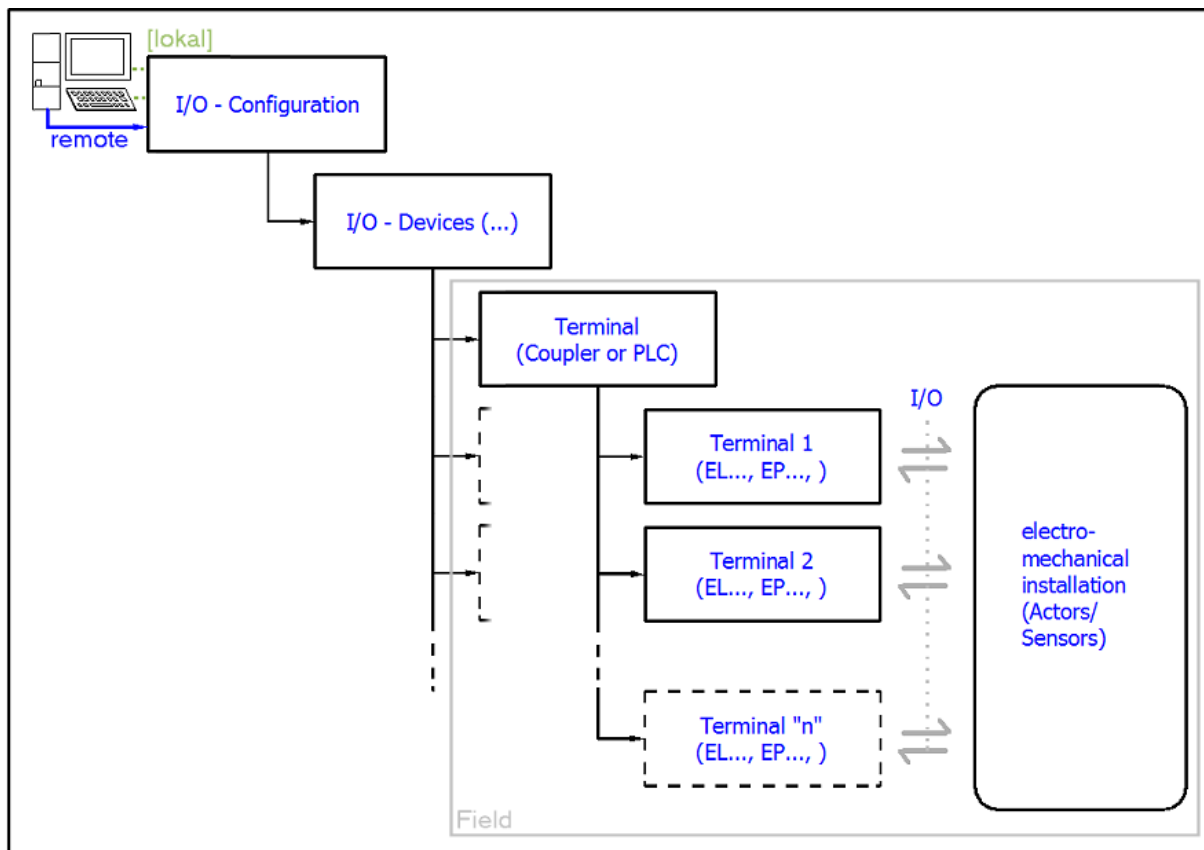 [lokal]
I/O - Configuration
remote
I/O - Devices (...)
Terminal
(Coupler or PLC)
I/O
Terminal 1
(EL..., EP..., )
Terminal 2
(EL..., EP..., )
electro-
mechanical
installation
(Actors/
Sensors)
Terminal "n"
(EL..., EP..., )
Field